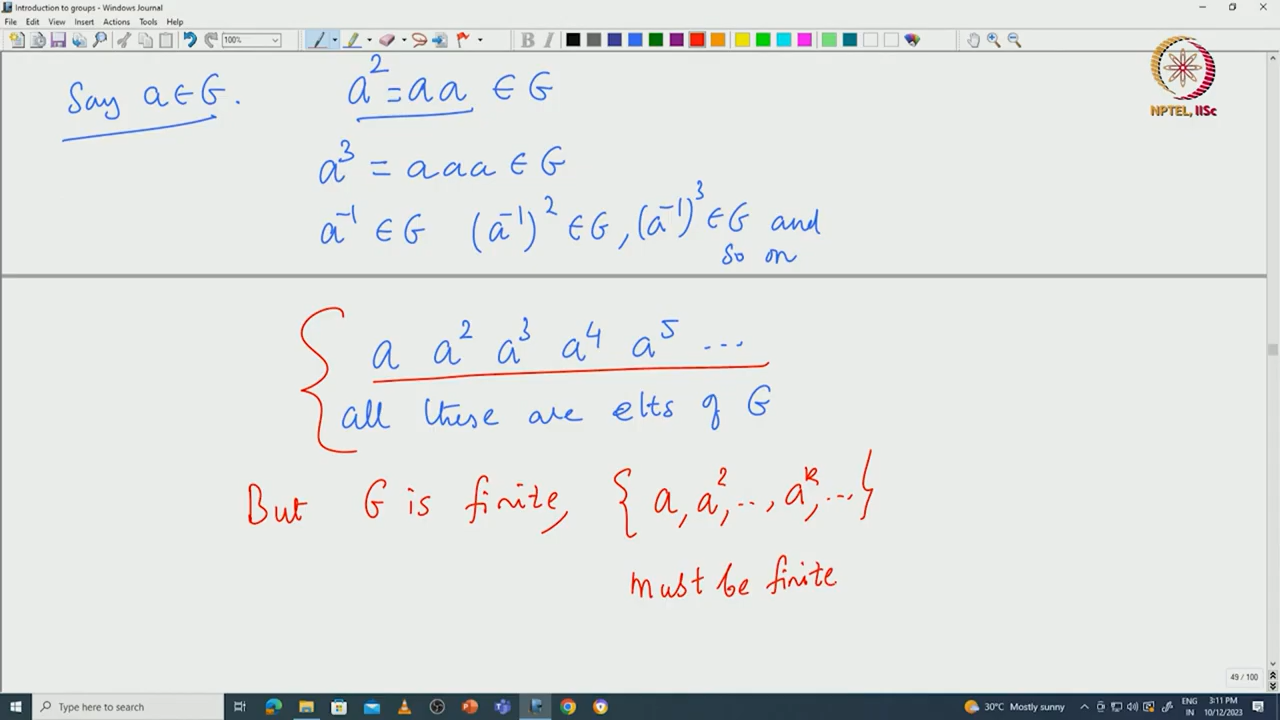 Introduction to groups - Windows Journal
File Edit View Insert Actions Tools Help
100%
NPTEL, IISc
Say a ∈ G. a² = aa ∈ G
a³ = aaa ∈ G
a⁻¹ ∈ G (a⁻¹)² ∈ G, (a⁻¹)³ ∈ G and
so on
a a² a³ a⁴ a⁵ ...
all these are elts of G
But G is finite, { a, a², .., aᵏ, ... }
must be finite
49 / 100
Type here to search
30°C Mostly sunny
ENG
IN
3:11 PM
10/12/2023